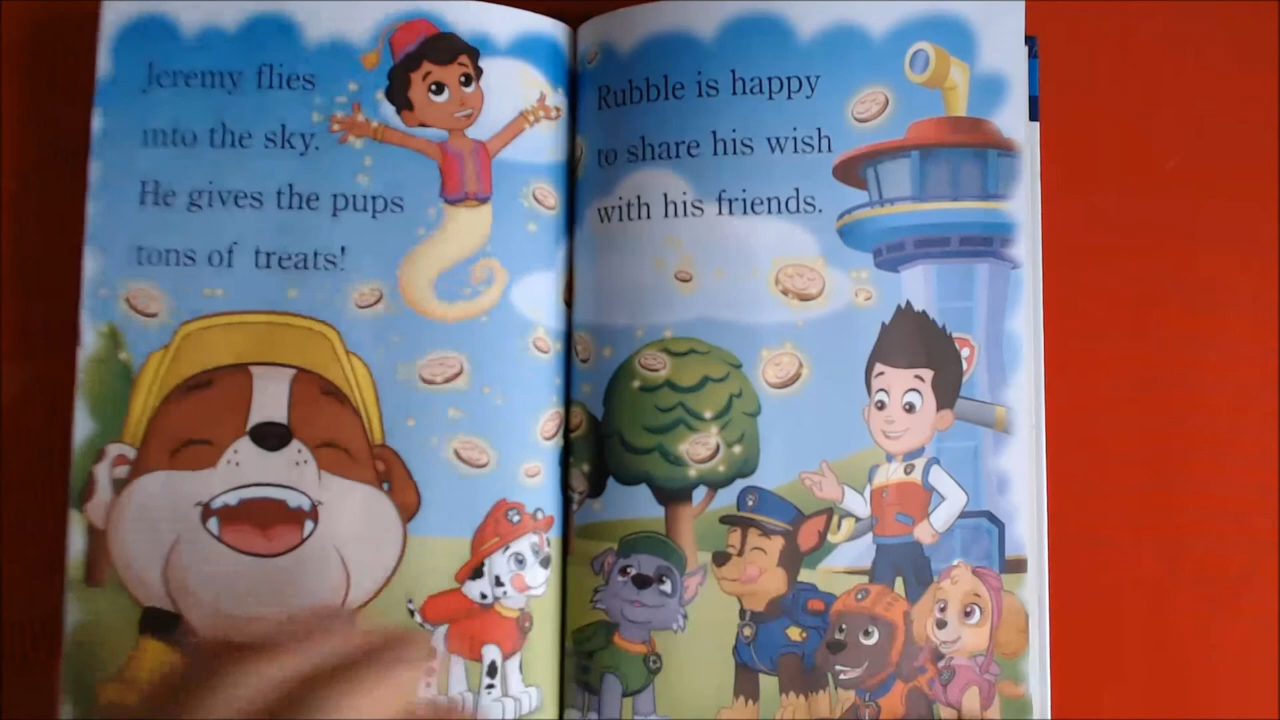 Jeremy flies
into the sky.
He gives the pups
tons of treats!
Rubble is happy
to share his wish
with his friends.